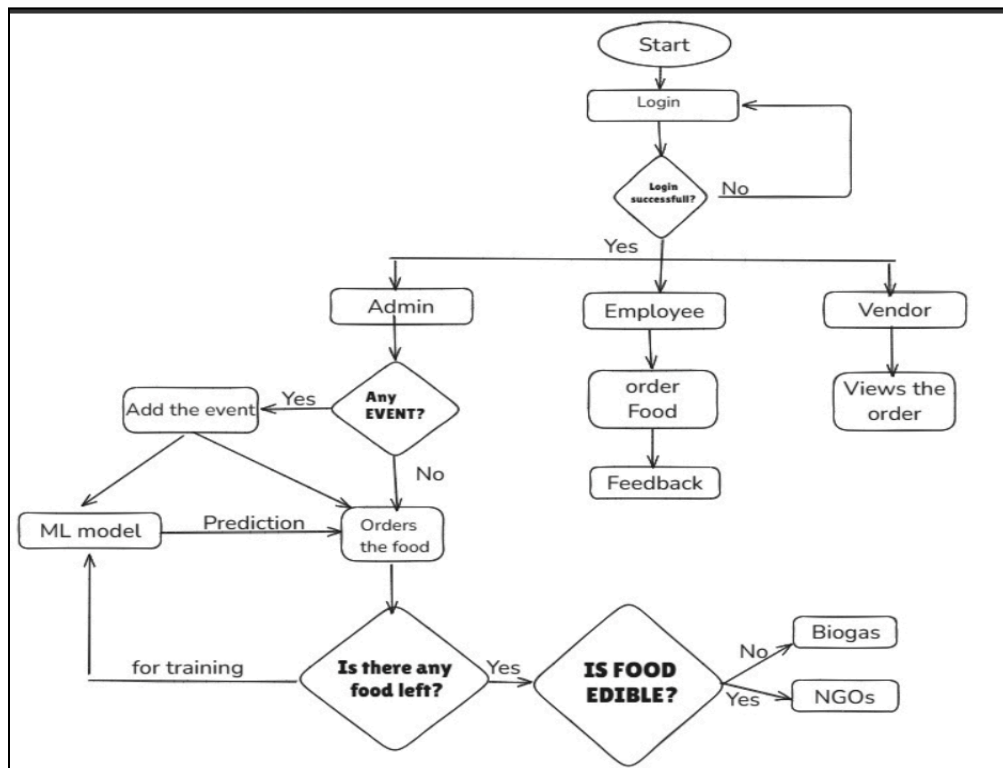 Start
Login
Login
successfull?
No
Yes
Admin
Employee
Vendor
Any
EVENT?
Yes
Add the event
order
Food
Views the
order
No
Feedback
ML model
Prediction
Orders
the food
for training
Is there any
food left?
Yes
IS FOOD
EDIBLE?
No
Biogas
Yes
NGOs